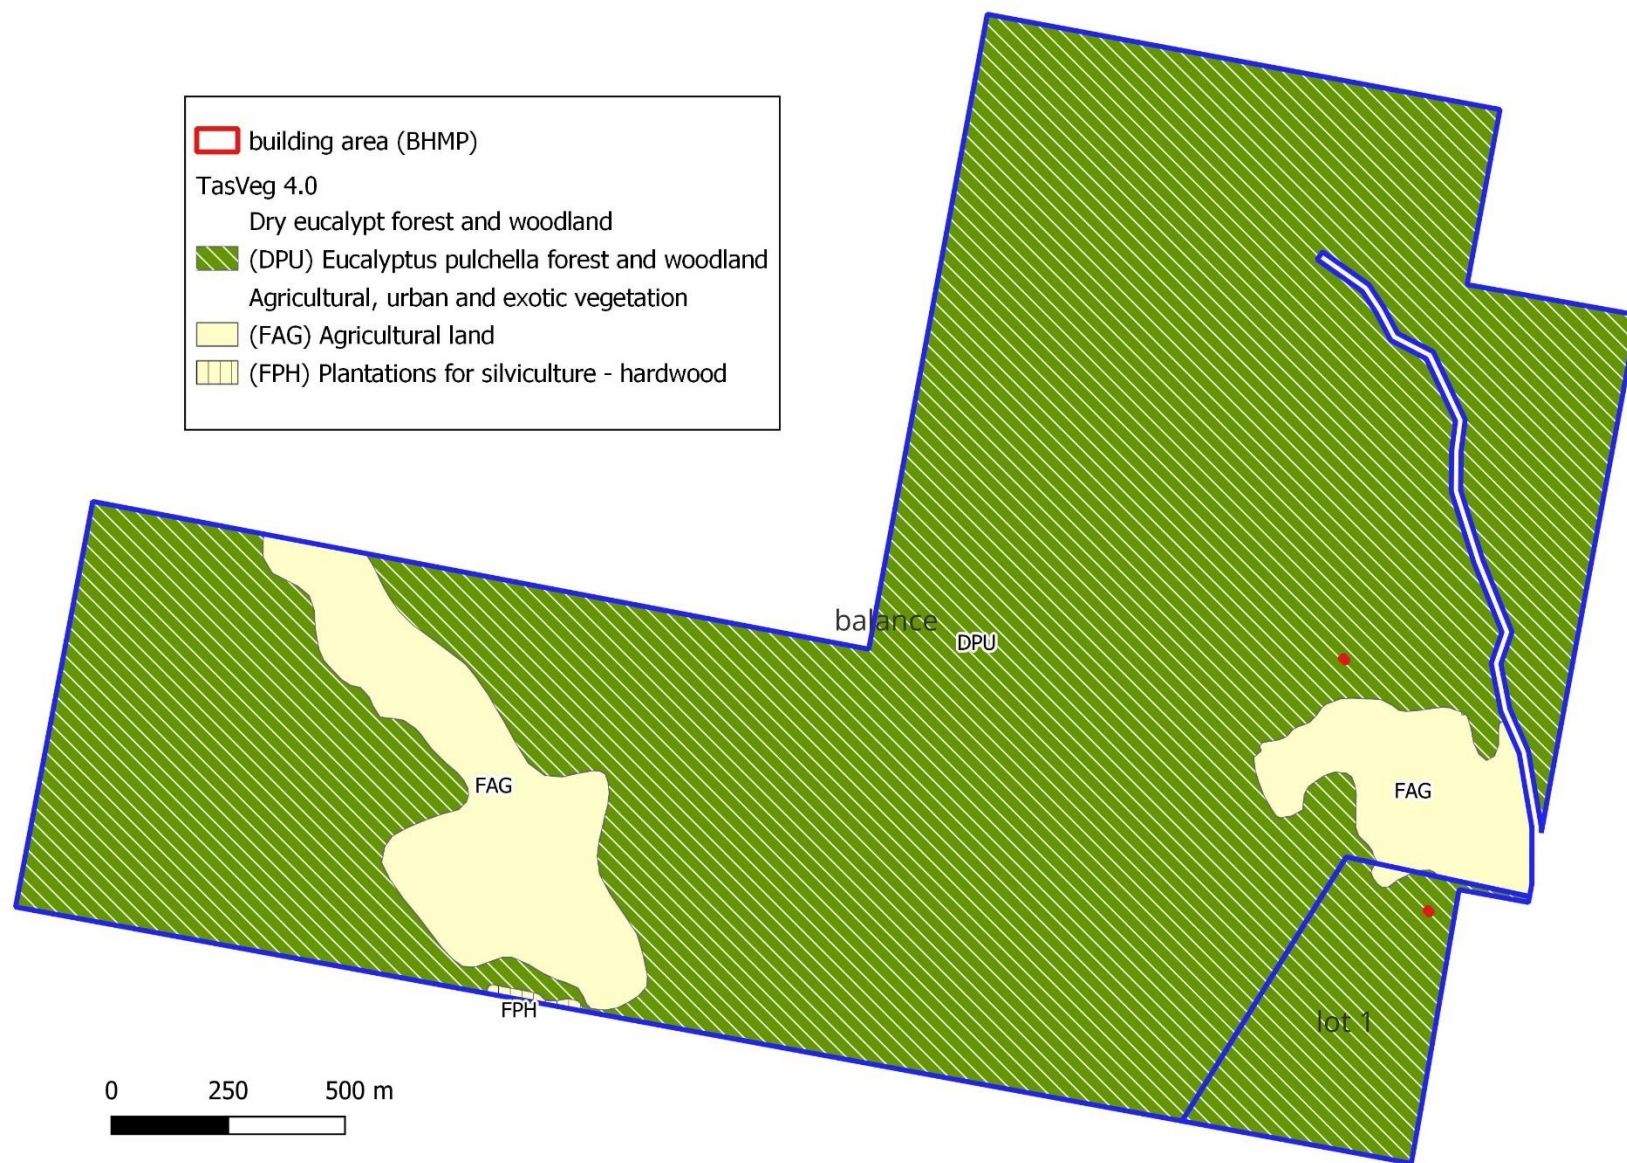 building area (BHMP)
TasVeg 4.0
Dry eucalypt forest and woodland
(DPU) Eucalyptus pulchella forest and woodland
Agricultural, urban and exotic vegetation
(FAG) Agricultural land
(FPH) Plantations for silviculture - hardwood
balance
DPU
FAG
FAG
FPH
lot 1
0 250 500 m